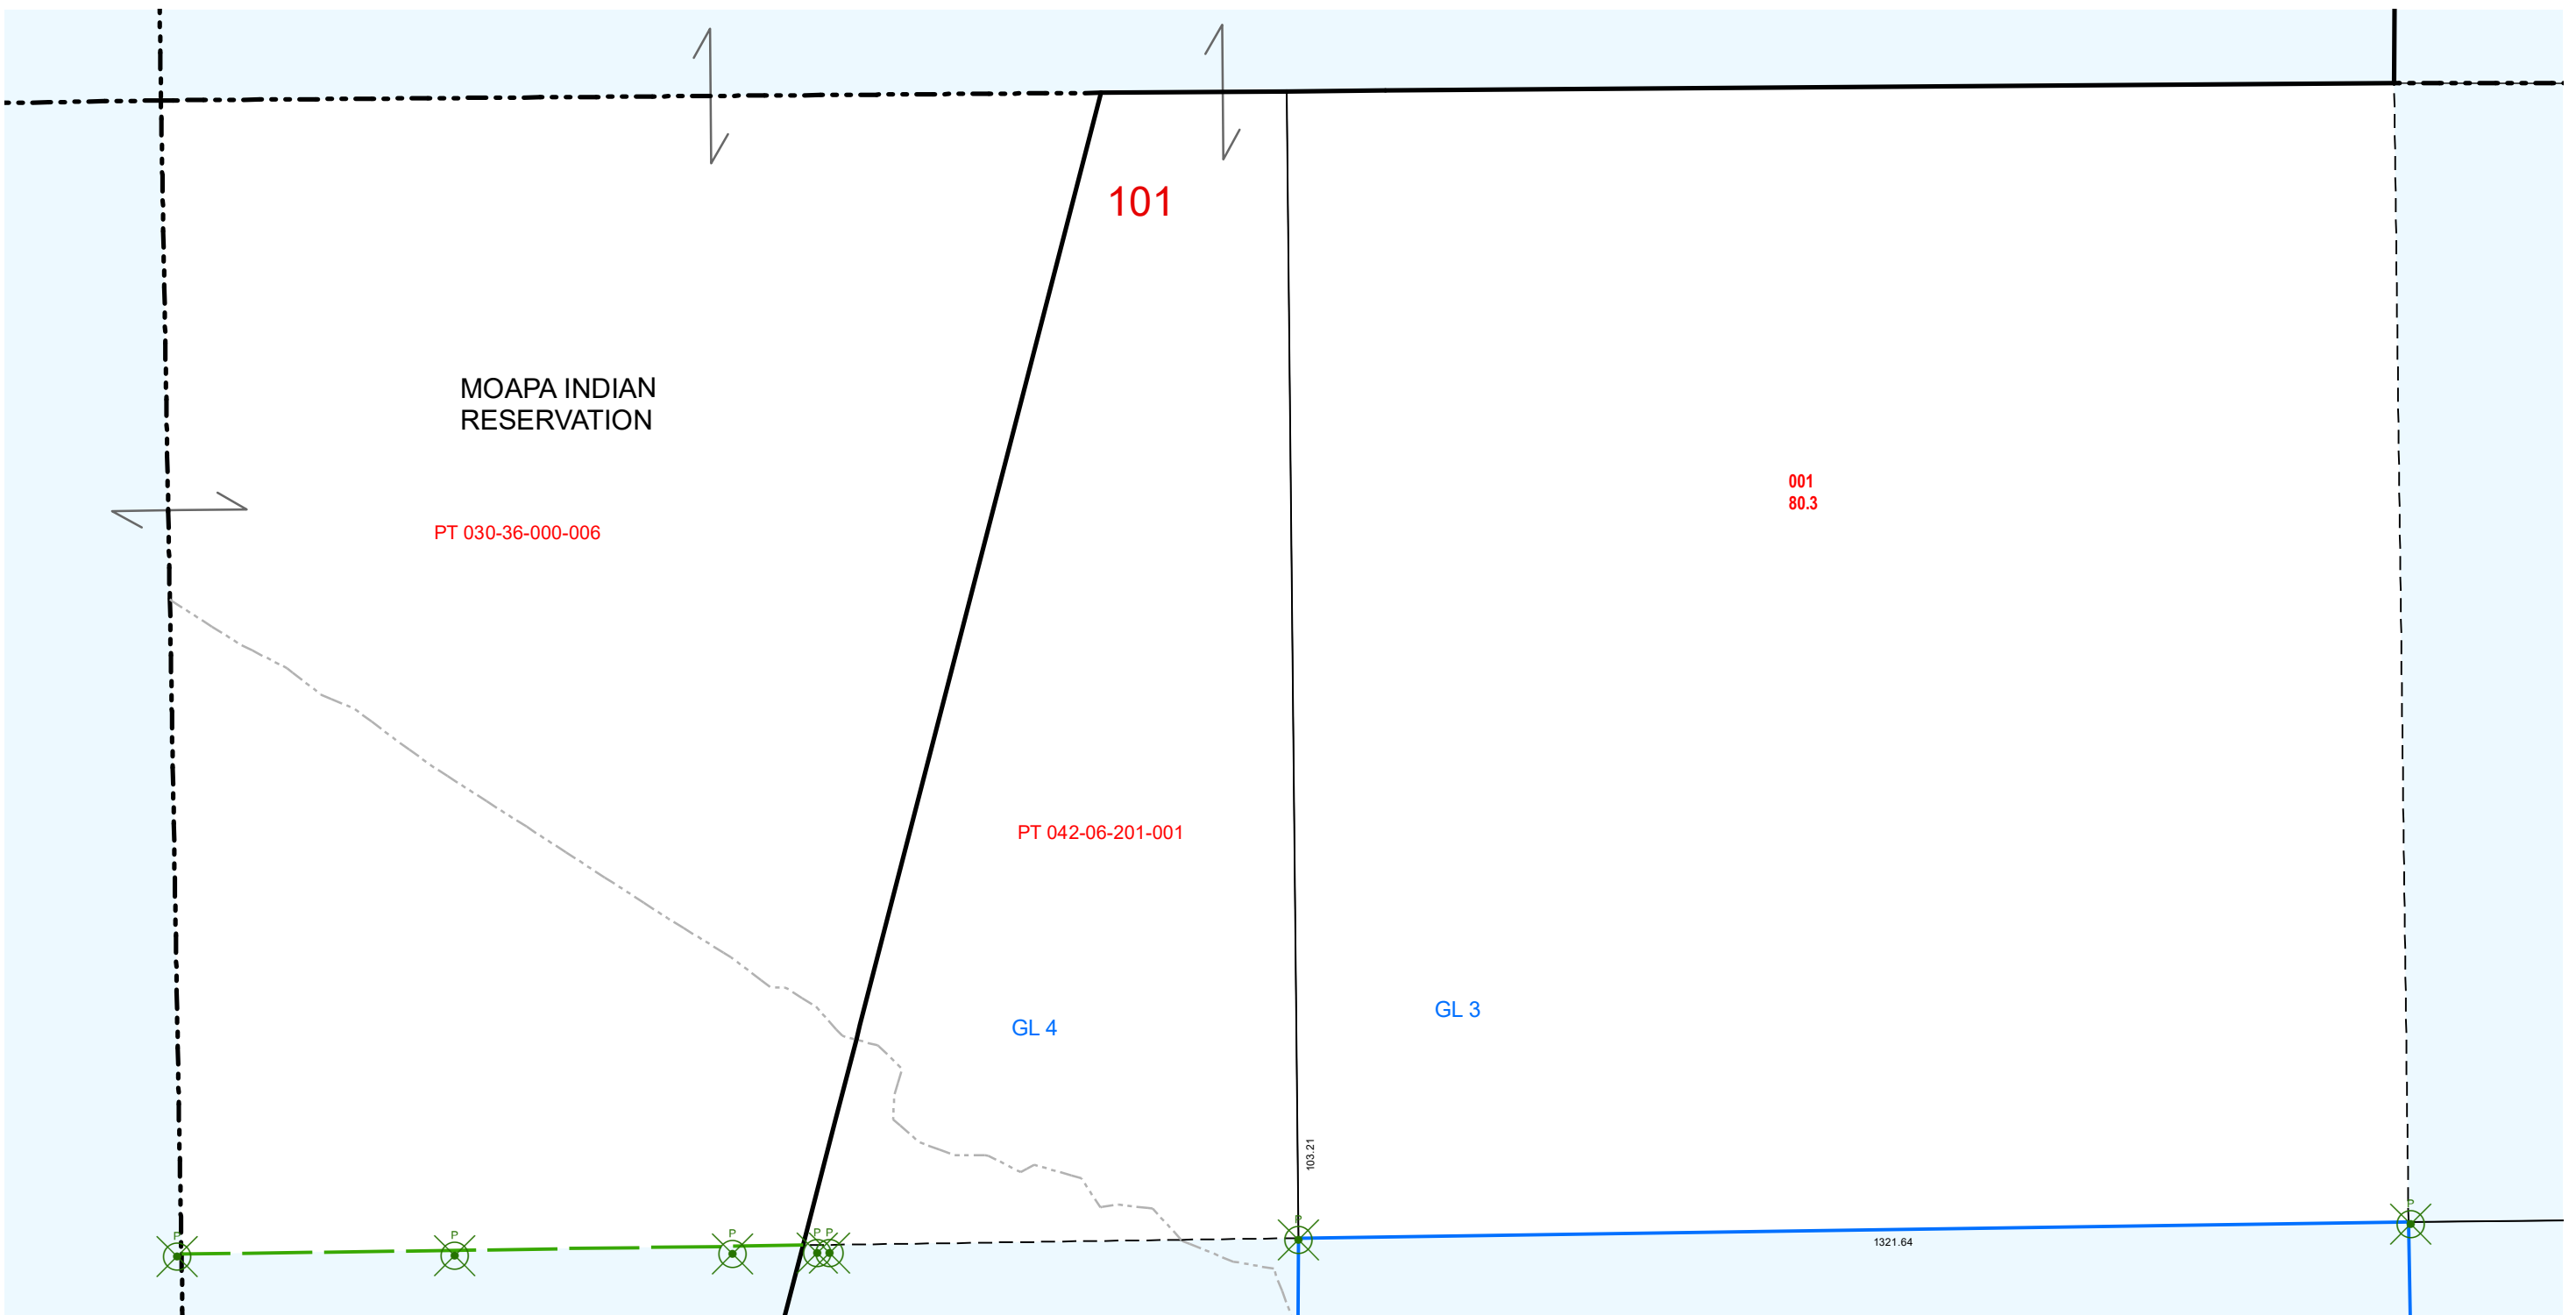 101
MOAPA INDIAN
RESERVATION
001
80.3
PT 030-36-000-006
PT 042-06-201-001
GL 3
GL 4
103.21
P
P
P
P P
P
P
1321.64